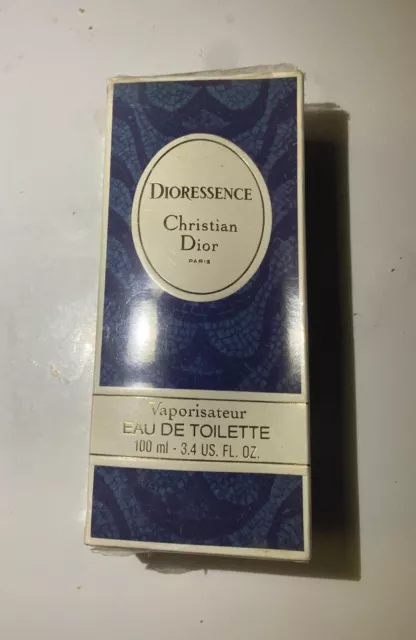 DIORESSENCE
Christian
Dior
PARIS
Vaporisateur
EAU DE TOILETTE
100 ml - 3.4 US. FL. OZ.